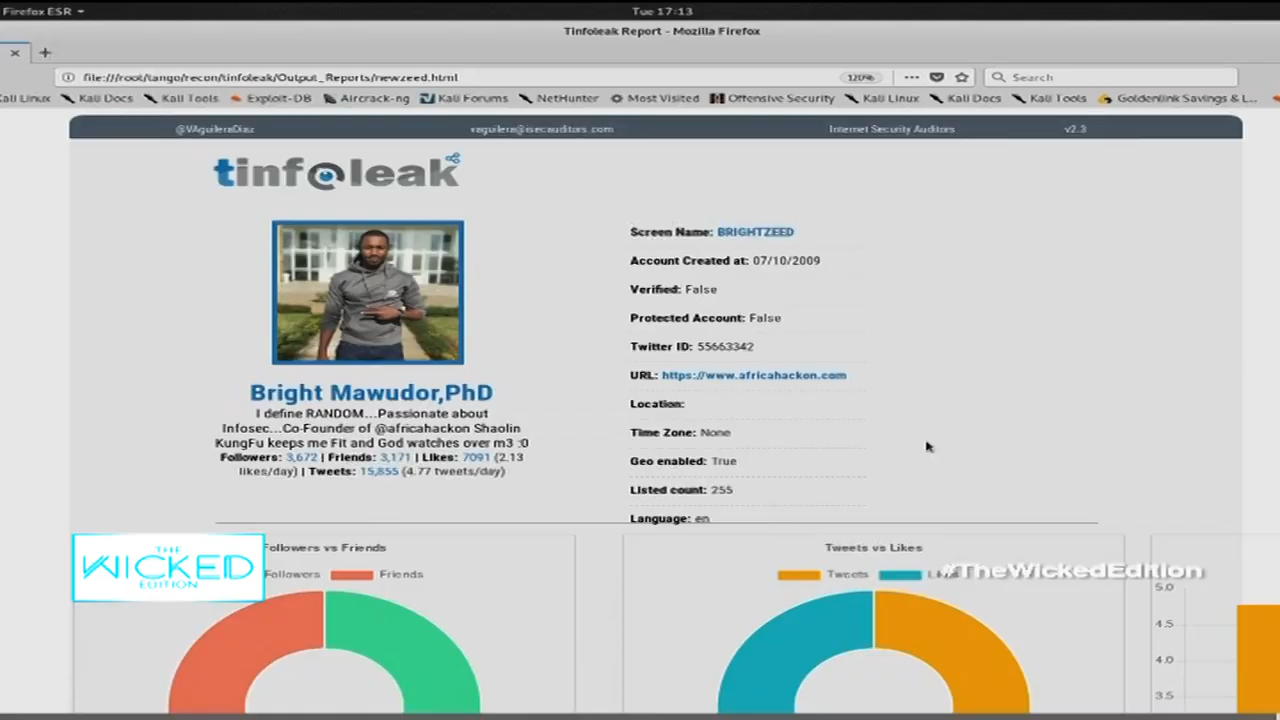 Firefox ESR
Tue 17:13
Tinfoleak Report - Mozilla Firefox
file:///root/tango/recon/tinfoleak/Output_Reports/newzeed.html
120%
Search
Kali Linux
Kali Docs
Kali Tools
Exploit-DB
Aircrack-ng
Kali Forums
NetHunter
Most Visited
Offensive Security
Kali Linux
Kali Docs
Kali Tools
Goldenlink Savings & L...
@VAguileraDiaz
vaguilera@isecauditors.com
Internet Security Auditors
v2.3
tinfoleak
Screen Name: BRIGHTZEED
Account Created at: 07/10/2009
Verified: False
Protected Account: False
Twitter ID: 55663342
URL: https://www.africahackon.com
Location:
Time Zone: None
Geo enabled: True
Listed count: 255
Language: en
Bright Mawudor,PhD
I define RANDOM...Passionate about
Infosec...Co-Founder of @africahackon Shaolin
KungFu keeps me Fit and God watches over m3 :0
Followers: 3,672 | Friends: 3,171 | Likes: 7091 (2.13
likes/day) | Tweets: 15,855 (4.77 tweets/day)
Followers vs Friends
Followers
Friends
Tweets vs Likes
Tweets
5.0
4.5
4.0
3.5
THE
WICKED
EDITION
#TheWickedEdition